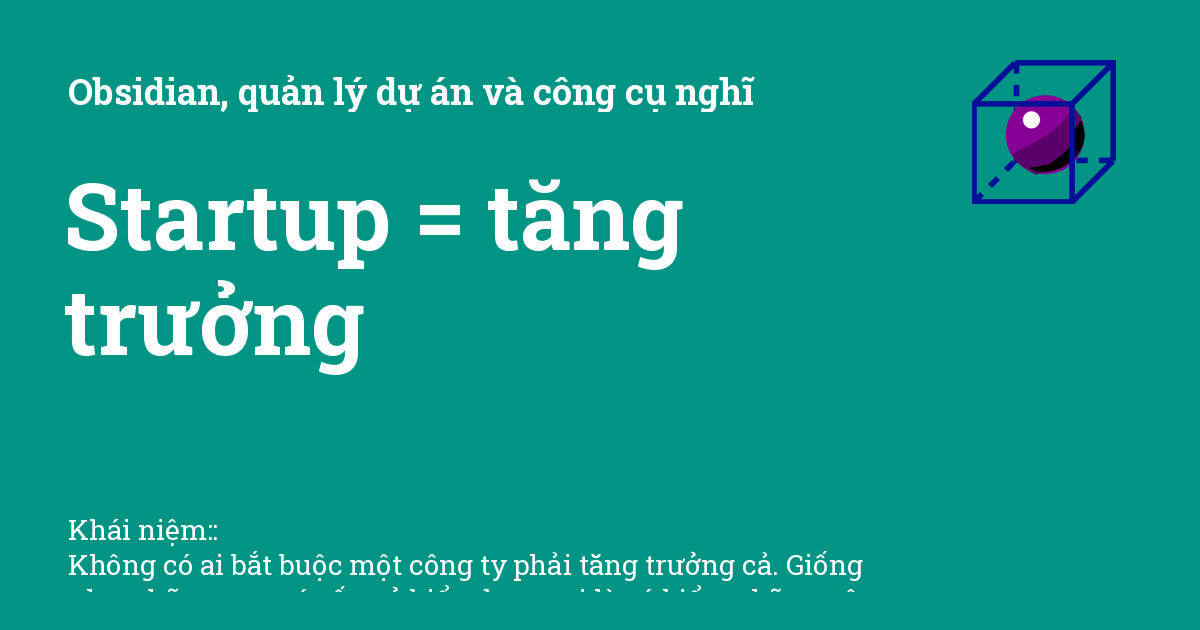 Obsidian, quản lý dự án và công cụ nghĩ
Startup = tăng
trưởng
Khái niệm::
Không có ai bắt buộc một công ty phải tăng trưởng cả. Giống